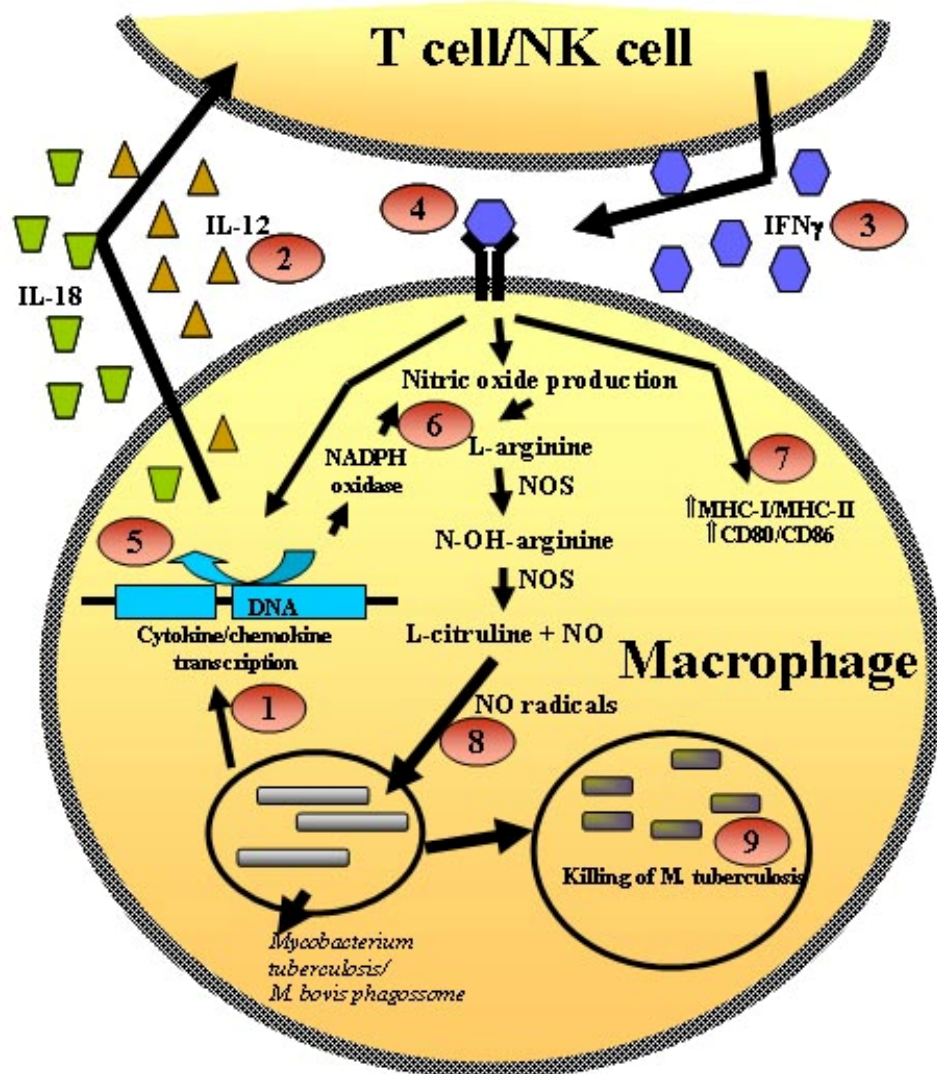 T cell/NK cell
IL-12
2
IL-18
4
IFNγ
3
Nitric oxide production
6
L-arginine
NADPH
oxidase
NOS
7
⇑MHC-I/MHC-II
⇑CD80/CD86
N-OH-arginine
5
NOS
DNA
Cytokine/chemokine
transcription
L-citruline + NO
Macrophage
1
NO radicals
8
9
Killing of M. tuberculosis
Mycobacterium
tuberculosis/
M. bovis phagossome